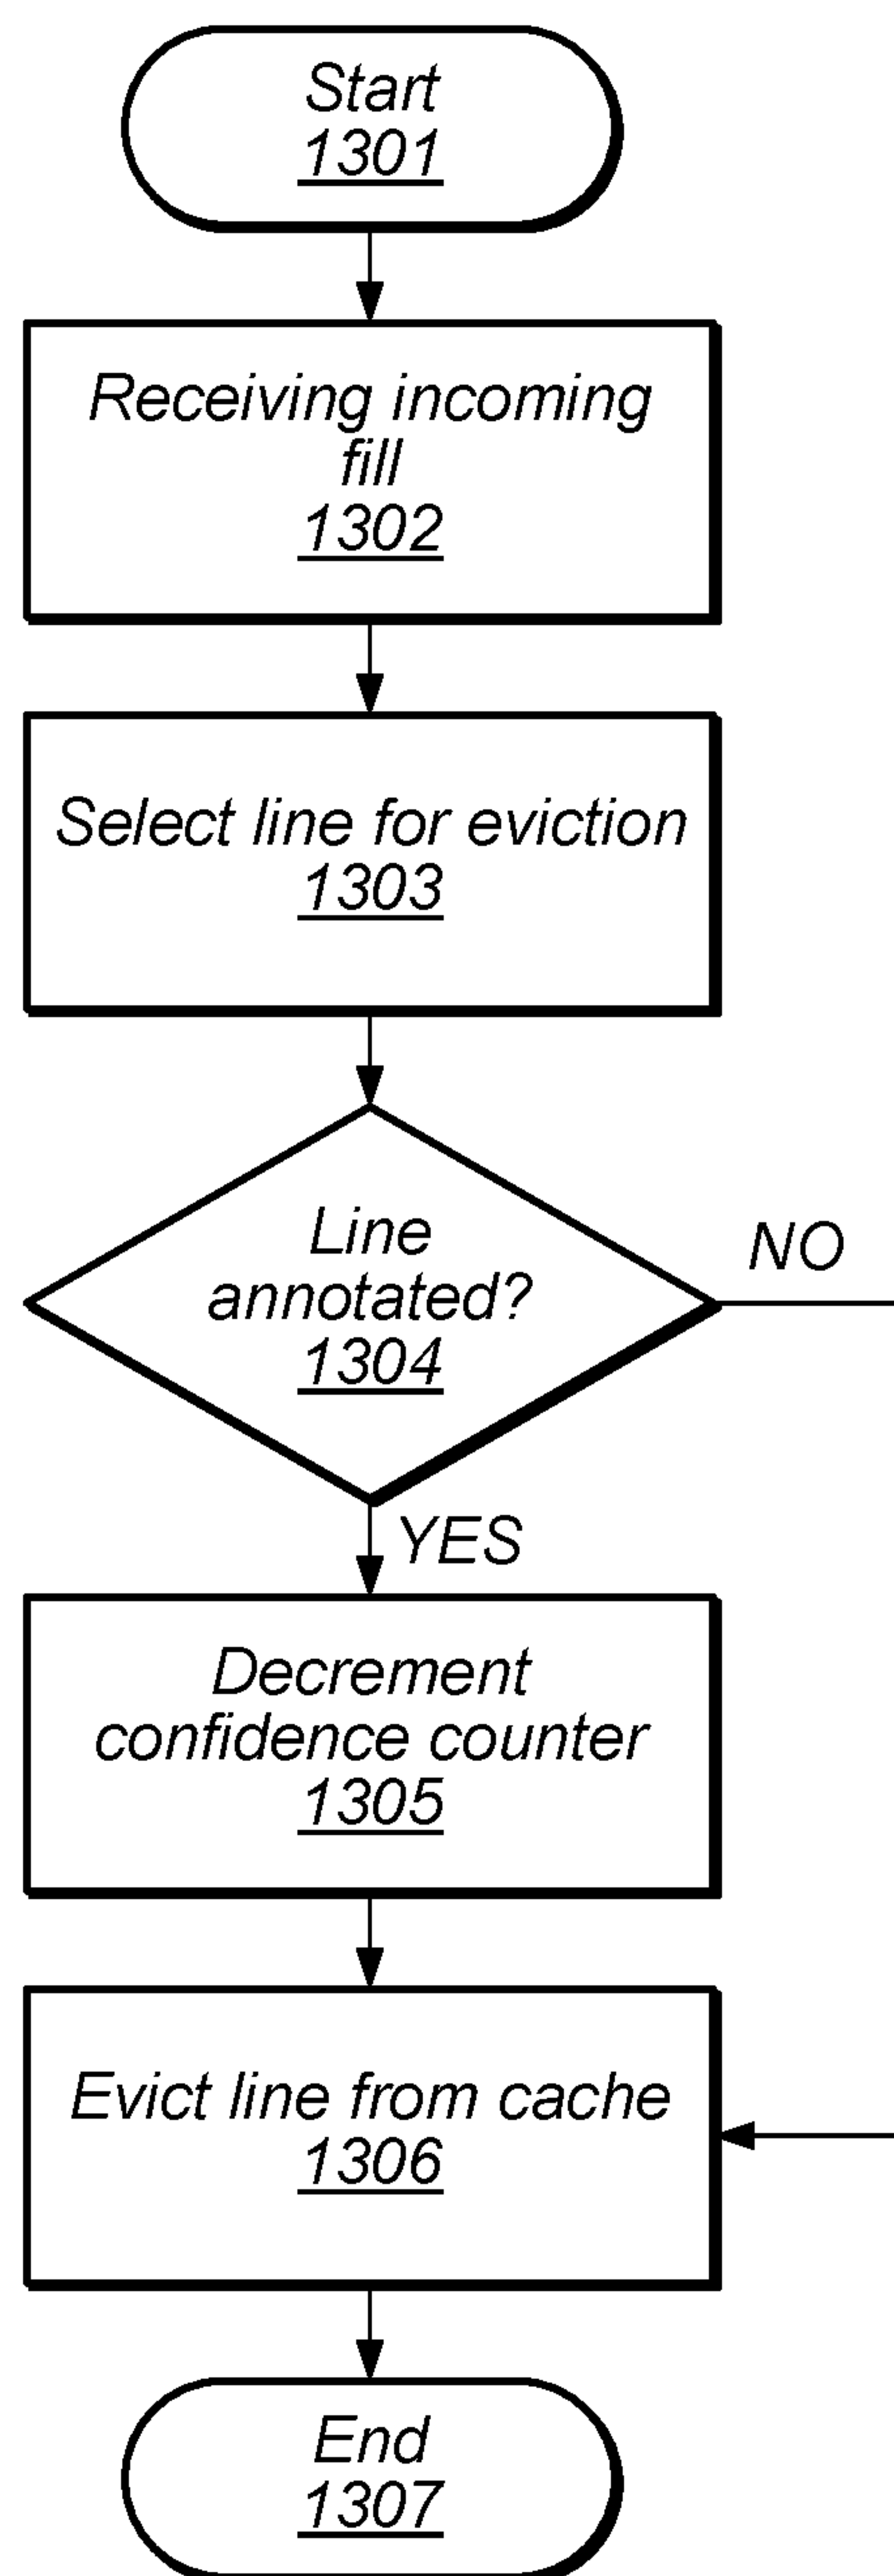 Start
1301
Receiving incoming
fill
1302
Select line for eviction
1303
Line
annotated?
1304
NO
YES
Decrement
confidence counter
1305
Evict line from cache
1306
End
1307